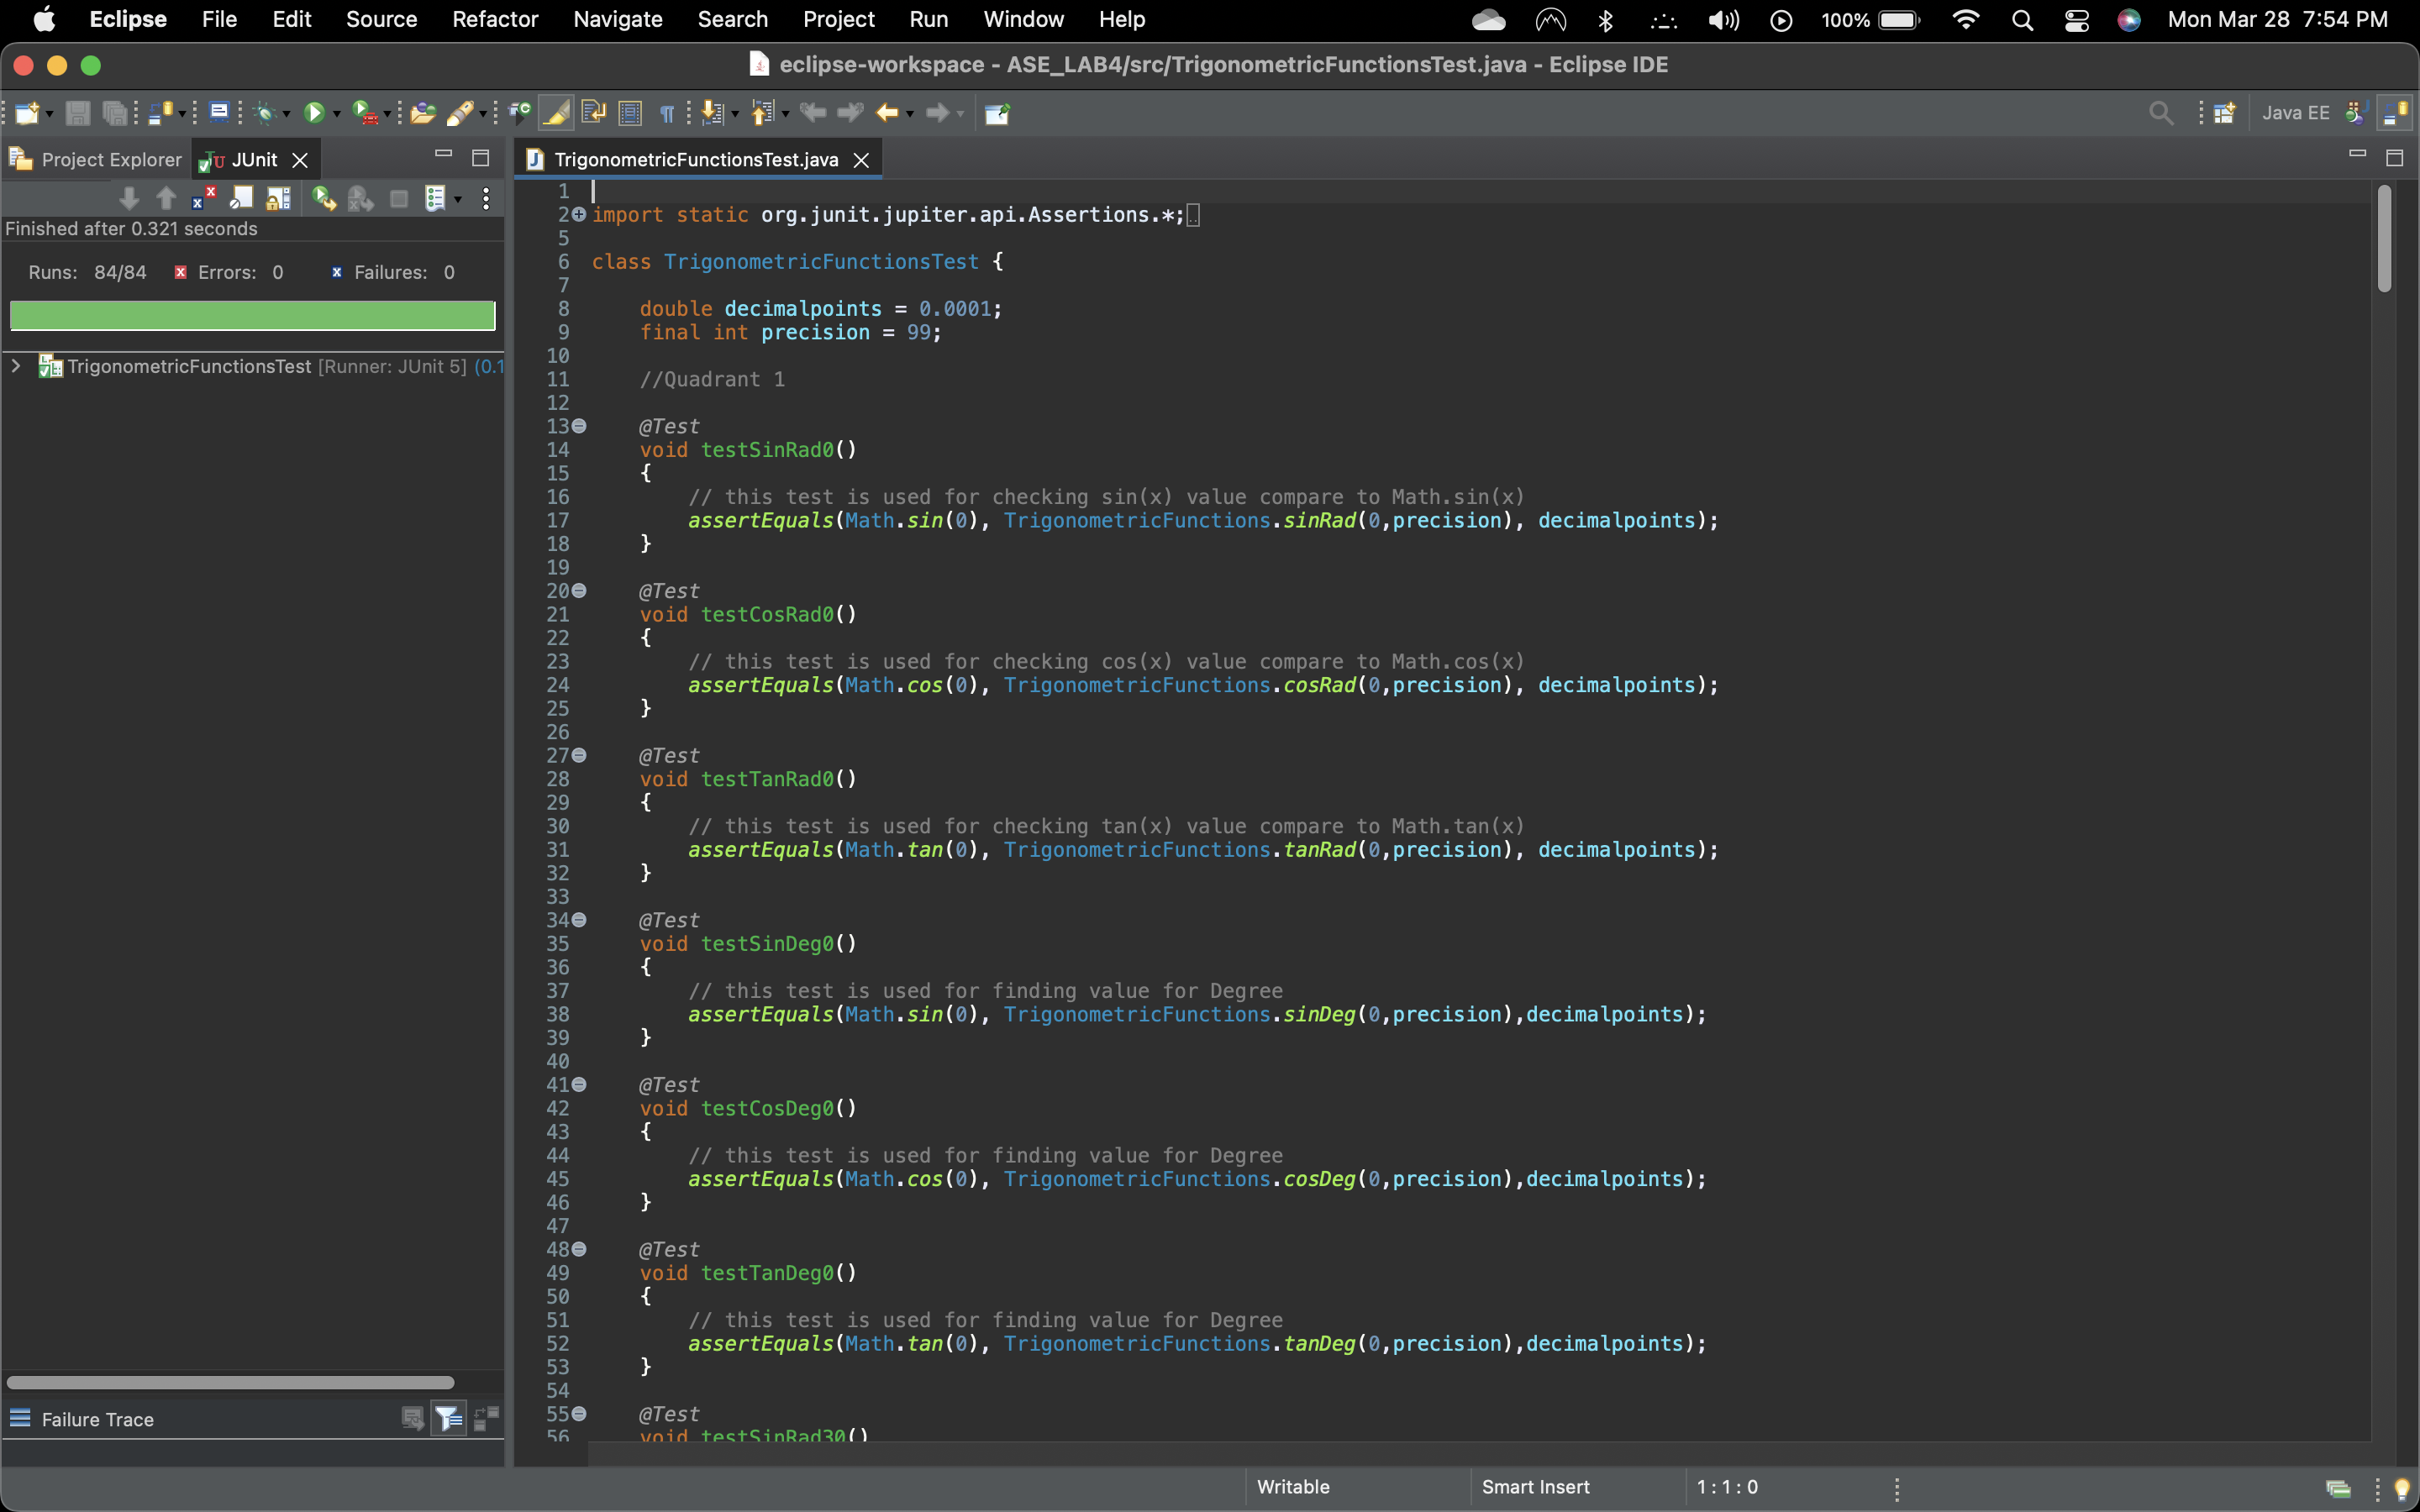 Eclipse File Edit Source Refactor Navigate Search Project Run Window Help 100% Mon Mar 28 7:54 PM
eclipse-workspace - ASE_LAB4/src/TrigonometricFunctionsTest.java - Eclipse IDE
Java EE
Project Explorer JUnit
Finished after 0.321 seconds
Runs: 84/84 Errors: 0 Failures: 0
TrigonometricFunctionsTest [Runner: JUnit 5] (0.1
Failure Trace
TrigonometricFunctionsTest.java
1
2 import static org.junit.jupiter.api.Assertions.*;
5
6 class TrigonometricFunctionsTest {
7
8 double decimalpoints = 0.0001;
9 final int precision = 99;
10
11 //Quadrant 1
12
13 @Test
14 void testSinRad0()
15 {
16 // this test is used for checking sin(x) value compare to Math.sin(x)
17 assertEquals(Math.sin(0), TrigonometricFunctions.sinRad(0,precision), decimalpoints);
18 }
19
20 @Test
21 void testCosRad0()
22 {
23 // this test is used for checking cos(x) value compare to Math.cos(x)
24 assertEquals(Math.cos(0), TrigonometricFunctions.cosRad(0,precision), decimalpoints);
25 }
26
27 @Test
28 void testTanRad0()
29 {
30 // this test is used for checking tan(x) value compare to Math.tan(x)
31 assertEquals(Math.tan(0), TrigonometricFunctions.tanRad(0,precision), decimalpoints);
32 }
33
34 @Test
35 void testSinDeg0()
36 {
37 // this test is used for finding value for Degree
38 assertEquals(Math.sin(0), TrigonometricFunctions.sinDeg(0,precision),decimalpoints);
39 }
40
41 @Test
42 void testCosDeg0()
43 {
44 // this test is used for finding value for Degree
45 assertEquals(Math.cos(0), TrigonometricFunctions.cosDeg(0,precision),decimalpoints);
46 }
47
48 @Test
49 void testTanDeg0()
50 {
51 // this test is used for finding value for Degree
52 assertEquals(Math.tan(0), TrigonometricFunctions.tanDeg(0,precision),decimalpoints);
53 }
54
55 @Test
56 void testSinRad30()
Writable Smart Insert 1 : 1 : 0